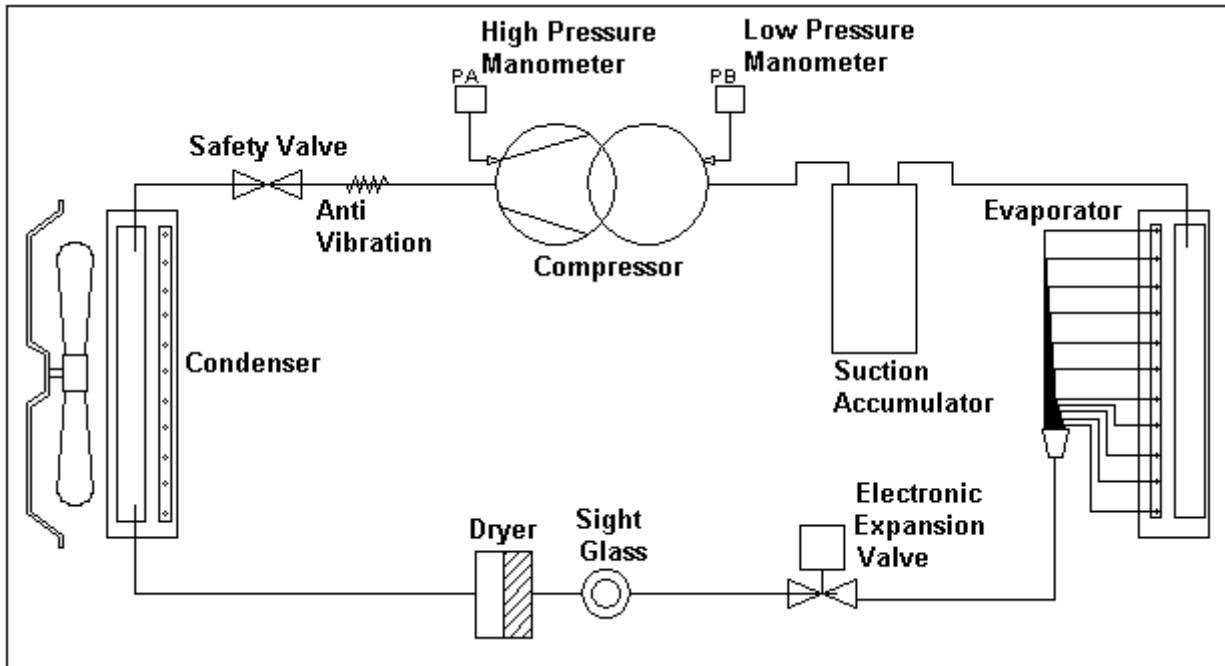 High Pressure
Manometer
Low Pressure
Manometer
PA
PB
Safety Valve
Anti
Vibration
Compressor
Evaporator
Condenser
Suction
Accumulator
Dryer
Sight
Glass
Electronic
Expansion
Valve